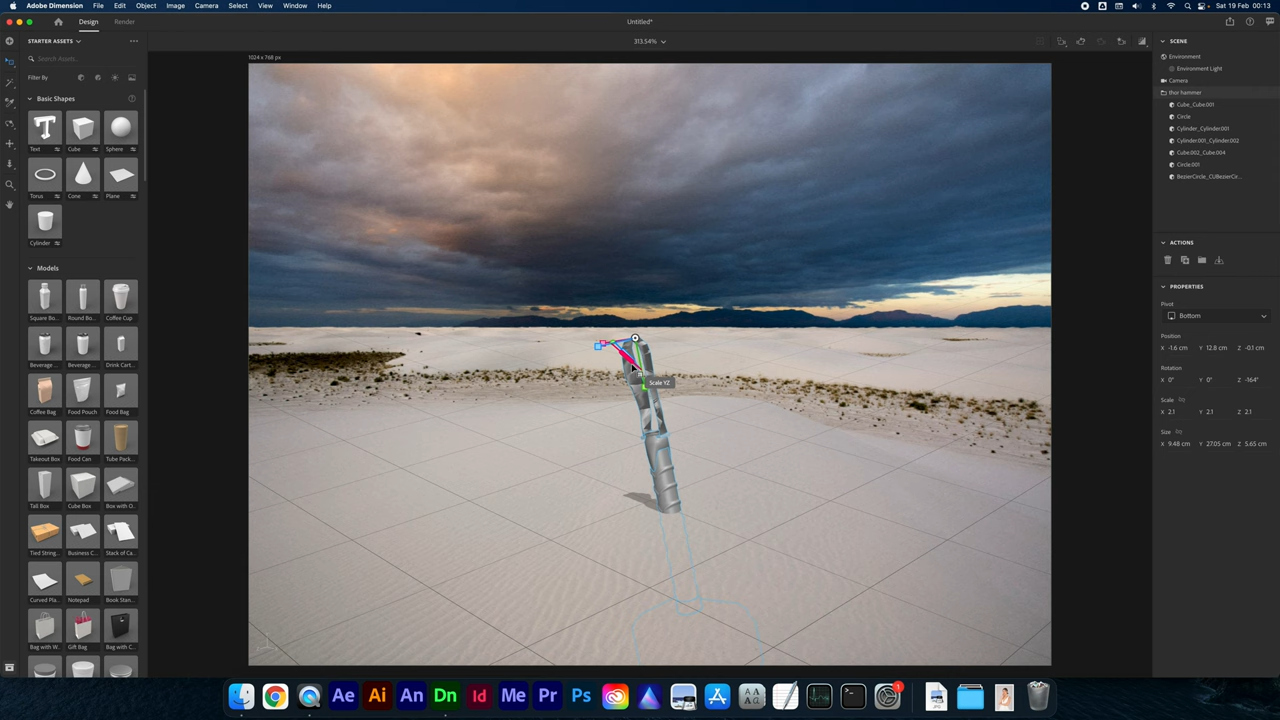 Adobe Dimension File Edit Object Image Camera Select View Window Help Sat 19 Feb 00:13
Design Render Untitled*
STARTER ASSETS
313.54%
SCENE
1024 x 768 px
Search Assets...
Filter By
Environment
Environment Light
Camera
thor hammer
Basic Shapes
Cube_Cube.001
Circle
Cylinder_Cylinder.001
Cylinder.001_Cylinder.002
Cube.002_Cube.004
Circle.001
BezierCircle_CUBezierCir...
Text Cube Sphere
Torus Cone Plane
Cylinder
ACTIONS
Models
PROPERTIES
Pivot
Bottom
Position
X -1.6 cm Y 12.8 cm Z -0.1 cm
Rotation
X 0° Y 0° Z -164°
Scale
X 2.1 Y 2.1 Z 2.1
Size
X 9.48 cm Y 27.05 cm Z 5.65 cm
Scale YZ
Square Bo... Round Bo... Coffee Cup
Beverage ... Beverage ... Drink Cart...
Coffee Bag Food Pouch Food Bag
Takeout Box Food Can Tube Pack...
Tall Box Cube Box Box with O...
Tied String... Business C... Stack of Ca...
Curved Pla... Notepad Book Stan...
Bag with W... Gift Bag Bag with C...
Ae Ai An Dn Id Me Pr Ps
1